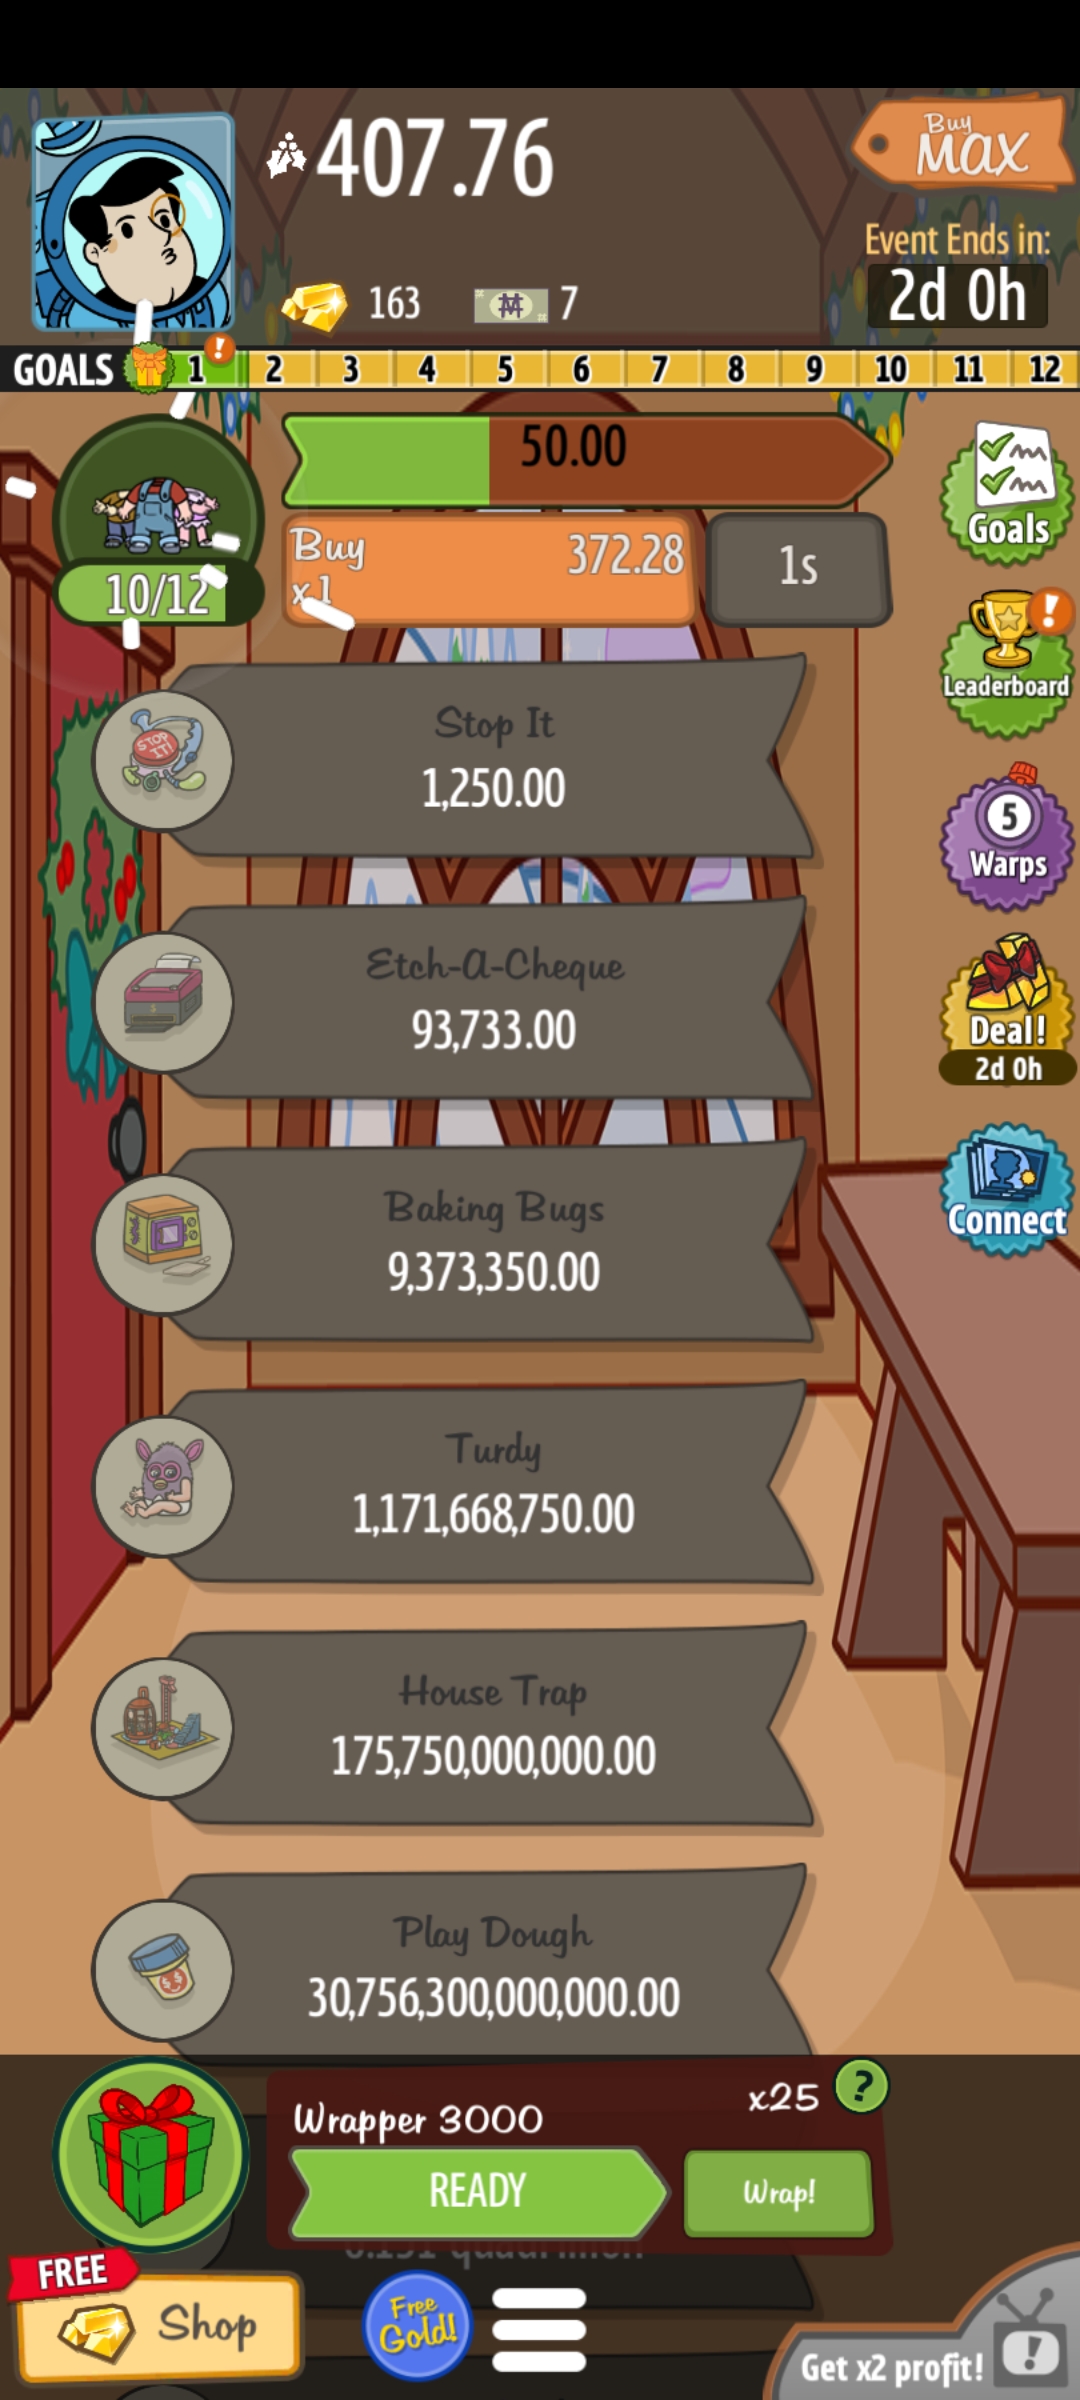 407.76
Buy
MAX
Event Ends in:
163
7
2d 0h
GOALS 1 ! 2 3 4 5 6 7 8 9 10 11 12
50.00
Goals
Buy
x1
372.28
1s
10/12
!
Leaderboard
Stop It
STOP IT!
1,250.00
5
Warps
Etch-A-Cheque
93,733.00
Deal!
2d 0h
Baking Bugs
9,373,350.00
Connect
Turdy
1,171,668,750.00
House Trap
175,750,000,000.00
Play Dough
30,756,300,000,000.00
x25
?
Wrapper 3000
READY
Wrap!
FREE
Shop
Free
Gold!
Get x2 profit!
!